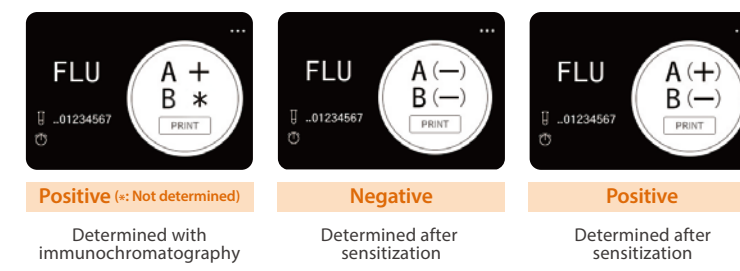 FLU
A +
B *
..01234567
PRINT
Positive (*: Not determined)
Determined with
immunochromatography
FLU
A (—)
B (—)
..01234567
PRINT
Negative
Determined after
sensitization
FLU
A (+)
B (—)
..01234567
PRINT
Positive
Determined after
sensitization